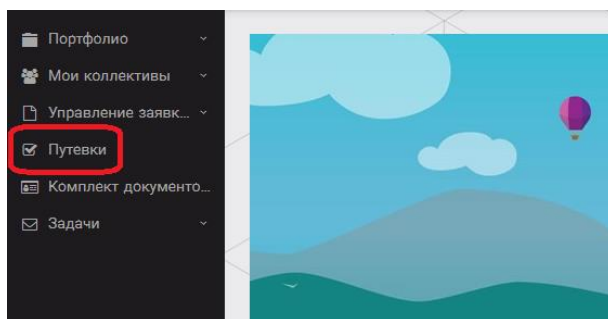 Портфолио
Мои коллективы
Управление заявк...
Путевки
Комплект документо...
Задачи